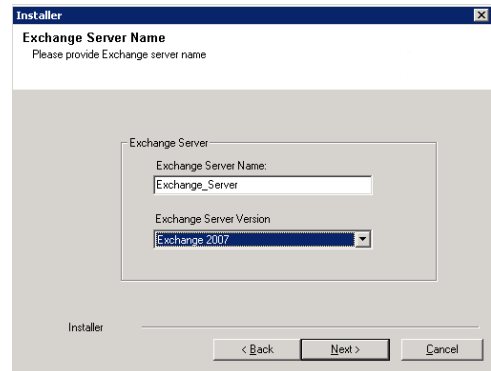 Installer
Exchange Server Name
Please provide Exchange server name
Exchange Server
Exchange Server Name:
Exchange_Server
Exchange Server Version
Exchange 2007
Installer
< Back
Next >
Cancel